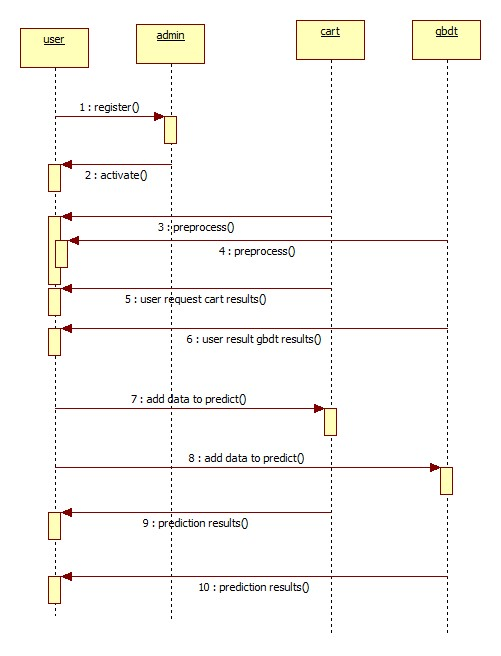 user
admin
cart
gbdt
1 : register()
2 : activate()
3 : preprocess()
4 : preprocess()
5 : user request cart results()
6 : user result gbdt results()
7 : add data to predict()
8 : add data to predict()
9 : prediction results()
10 : prediction results()